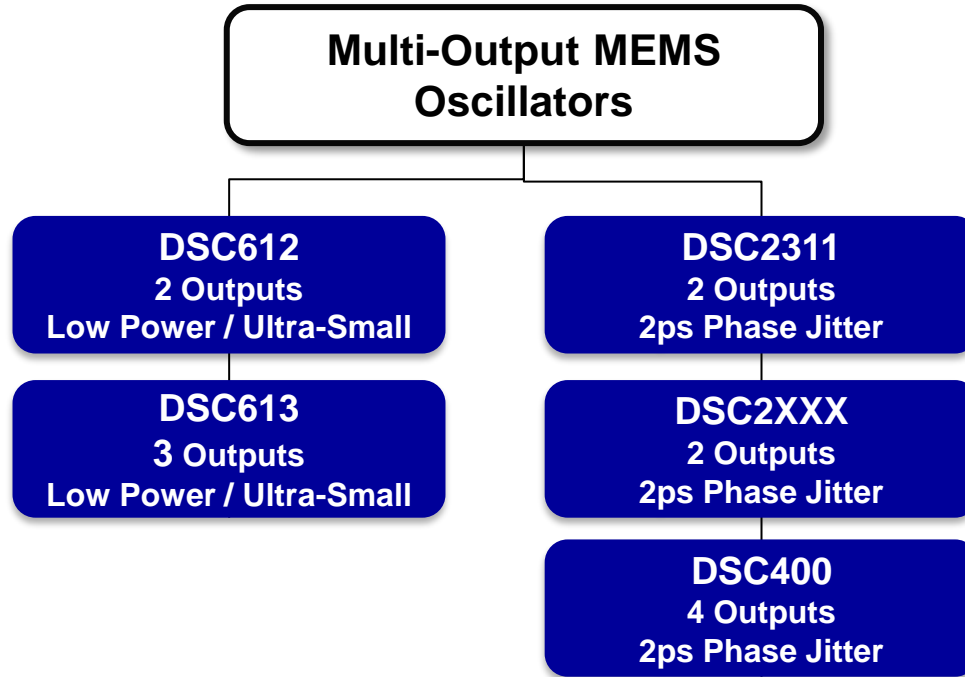 Multi-Output MEMS
Oscillators
DSC612
2 Outputs
Low Power / Ultra-Small
DSC613
3 Outputs
Low Power / Ultra-Small
DSC2311
2 Outputs
2ps Phase Jitter
DSC2XXX
2 Outputs
2ps Phase Jitter
DSC400
4 Outputs
2ps Phase Jitter